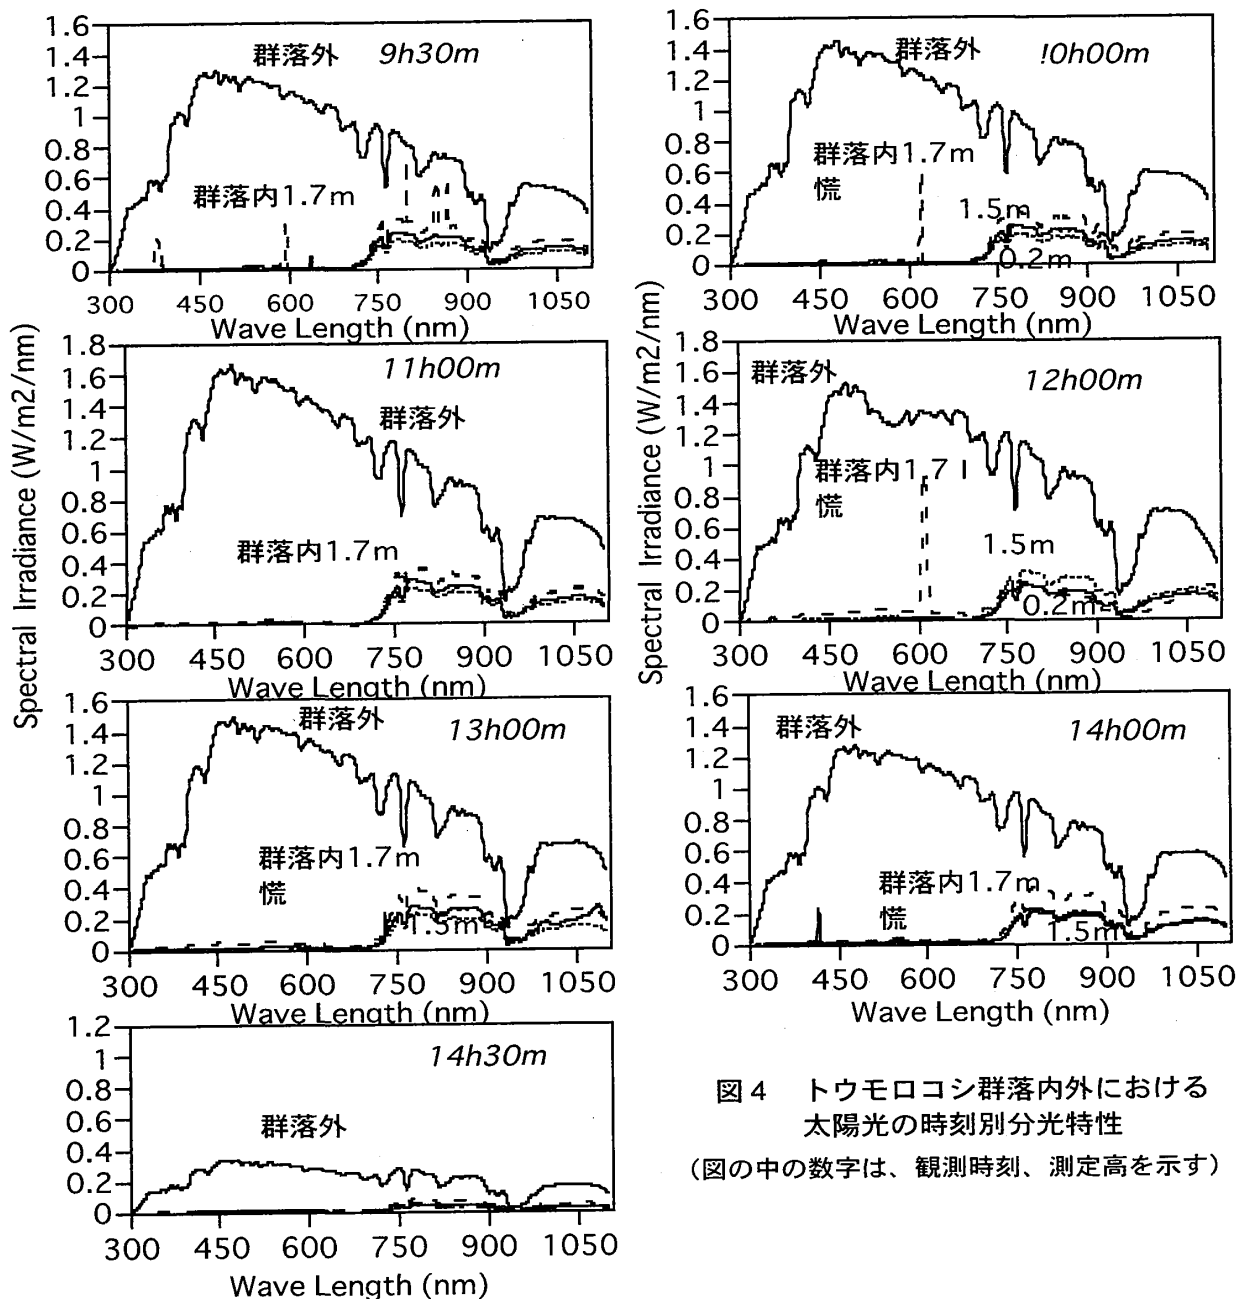 1.6
1.4
1.2
1
0.8
0.6
0.4
0.2
0
群落外 9h30m
群落内1.7m
300 450 600 750 900 1050
Wave Length (nm)
1.6
1.4
1.2
1
0.8
0.6
0.4
0.2
0
群落外 !0h00m
群落内1.7m
慌
1.5m
0.2m
300 450 600 750 900 1050
Wave Length (nm)
Spectral Irradiance (W/m2/nm)
1.8
1.6
1.4
1.2
1
0.8
0.6
0.4
0.2
0
11h00m
群落外
群落内1.7m
300 450 600 750 900 1050
Wave Length (nm)
Spectral Irradiance (W/m2/nm)
1.8
1.6
1.4
1.2
1
0.8
0.6
0.4
0.2
0
群落外
12h00m
群落内1.7 l
慌
1.5m
0.2m
300 450 600 750 900 1050
Wave Length (nm)
1.6
1.4
1.2
1
0.8
0.6
0.4
0.2
0
群落外
13h00m
群落内1.7m
慌
1.5m
300 450 600 750 900 1050
Wave Length (nm)
1.6
1.4
1.2
1
0.8
0.6
0.4
0.2
0
群落外 14h00m
群落内1.7m
慌
1.5m
300 450 600 750 900 1050
Wave Length (nm)
1.2
1
0.8
0.6
0.4
0.2
0
14h30m
群落外
300 450 600 750 900 1050
Wave Length (nm)
図4 トウモロコシ群落内外における
太陽光の時刻別分光特性
（図の中の数字は、観測時刻、測定高を示す）